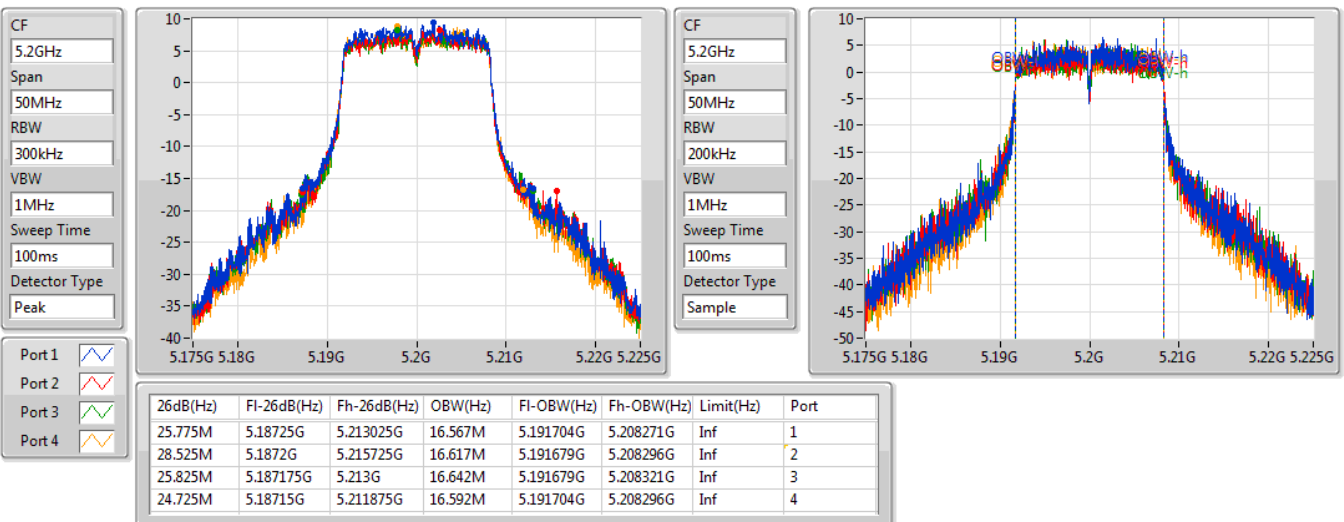 CF
5.2GHz
Span
50MHz
RBW
300kHz
VBW
1MHz
Sweep Time
100ms
Detector Type
Peak
10
5
0
-5
-10
-15
-20
-25
-30
-35
-40
5.175G 5.18G 5.19G 5.2G 5.21G 5.22G 5.225G
CF
5.2GHz
Span
50MHz
RBW
200kHz
VBW
1MHz
Sweep Time
100ms
Detector Type
Sample
10
5
0
-5
-10
-15
-20
-25
-30
-35
-40
-45
-50
5.175G 5.18G 5.19G 5.2G 5.21G 5.22G 5.225G
Port 1
Port 2
Port 3
Port 4
26dB(Hz) Fl-26dB(Hz) Fh-26dB(Hz) OBW(Hz) Fl-OBW(Hz) Fh-OBW(Hz) Limit(Hz) Port
25.775M 5.18725G 5.213025G 16.567M 5.191704G 5.208271G Inf 1
28.525M 5.1872G 5.215725G 16.617M 5.191679G 5.208296G Inf 2
25.825M 5.187175G 5.213G 16.642M 5.191679G 5.208321G Inf 3
24.725M 5.18715G 5.211875G 16.592M 5.191704G 5.208296G Inf 4